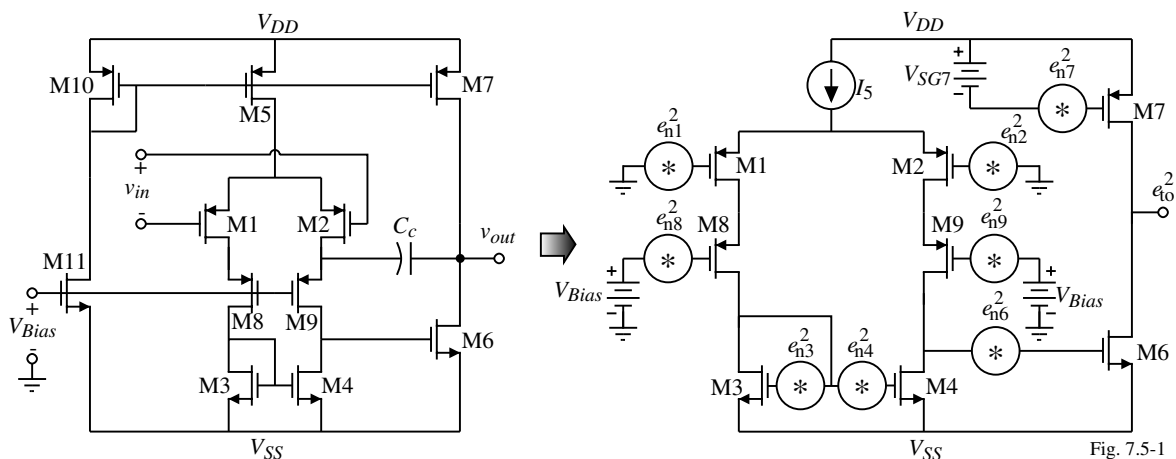 VDD
M10
M5
M7
+
vin
-
M1
M2
Cc
vout
M11
+
VBias
-
M8
M9
M6
M3
M4
VSS
VDD
I5
+
VSG7
-
e²n7
*
M7
e²n1
*
M1
M2
e²n2
*
e²to
e²n8
*
M8
M9
e²n9
*
+
VBias
-
+
VBias
-
e²n6
*
M6
M3
e²n3
*
e²n4
*
M4
VSS
Fig. 7.5-1